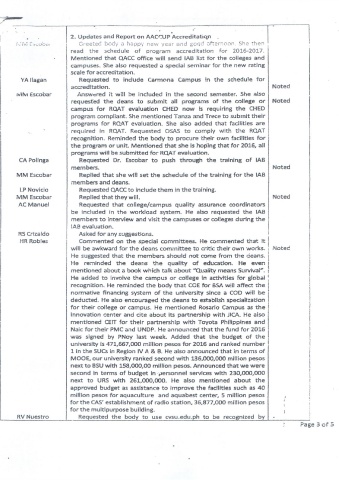 2. Updates and Report on AACCUP Accreditation
MM Escobar Greeted body a happy new year and good afternoon. She then
read the schedule of program accreditation for 2016-2017.
Mentioned that QACC office will send IAB list for the colleges and
campuses. She also requested a special seminar for the new rating
scale for accreditation.
YA Ilagan Requested to include Carmona Campus in the schedule for
accreditation. Noted
MM Escobar Answered it will be included in the second semester. She also
requested the deans to submit all programs of the college or Noted
campus for RQAT evaluation CHED now is requiring the CHED
program compliant. She mentioned Tanza and Trece to submit their
programs for RQAT evaluation. She also added that facilities are
required in RQAT. Requested OSAS to comply with the RQAT
recognition. Reminded the body to procure their own facilities for
the program or unit. Mentioned that she is hoping that for 2016, all
programs will be submitted for RQAT evaluation.
CA Polinga Requested Dr. Escobar to push through the training of IAB
members. Noted
MM Escobar Replied that she will set the schedule of the training for the IAB
members and deans.
LP Novicio Requested QACC to include them in the training.
MM Escobar Replied that they will. Noted
AC Manuel Requested that college/campus quality assurance coordinators
be included in the workload system. He also requested the IAB
members to interview and visit the campuses or colleges during the
IAB evaluation.
RS Crizaldo Asked for any suggestions.
HR Robles Commented on the special committees. He commented that it
will be awkward for the deans committee to critic their own works. Noted
He suggested that the members should not come from the deans.
He reminded the deans the quality of education. He even
mentioned about a book which talk about "Quality means Survival".
He added to involve the campus or college in activities for global
recognition. He reminded the body that COE for BSA will affect the
normative financing system of the university since a COD will be
deducted. He also encouraged the deans to establish specialization
for their college or campus. He mentioned Rosario Campus as the
Innovation center and cite about its partnership with JICA. He also
mentioned CEIT for their partnership with Toyota Philippines and
Naic for their PMC and UNDP. He announced that the fund for 2016
was signed by PNoy last week. Added that the budget of the
university is 471,667,000 million pesos for 2016 and ranked number
1 in the SUCs in Region IV A & B. He also announced that in terms of
MOOE, our university ranked second with 136,000,000 million pesos
next to BSU with 158,000,00 million pesos. Announced that we were
second in terms of budget in personnel services with 230,000,000
next to URS with 261,000,000. He also mentioned about the
approved budget as assistance to improve the facilities such as 40
million pesos for aquaculture and aquabest center, 5 million pesos
for the CAS' establishment of radio station, 36,877,000 million pesos
for the multipurpose building.
RV Nuestro Requested the body to use cvsu.edu.ph to be recognized by
Page 3 of 5